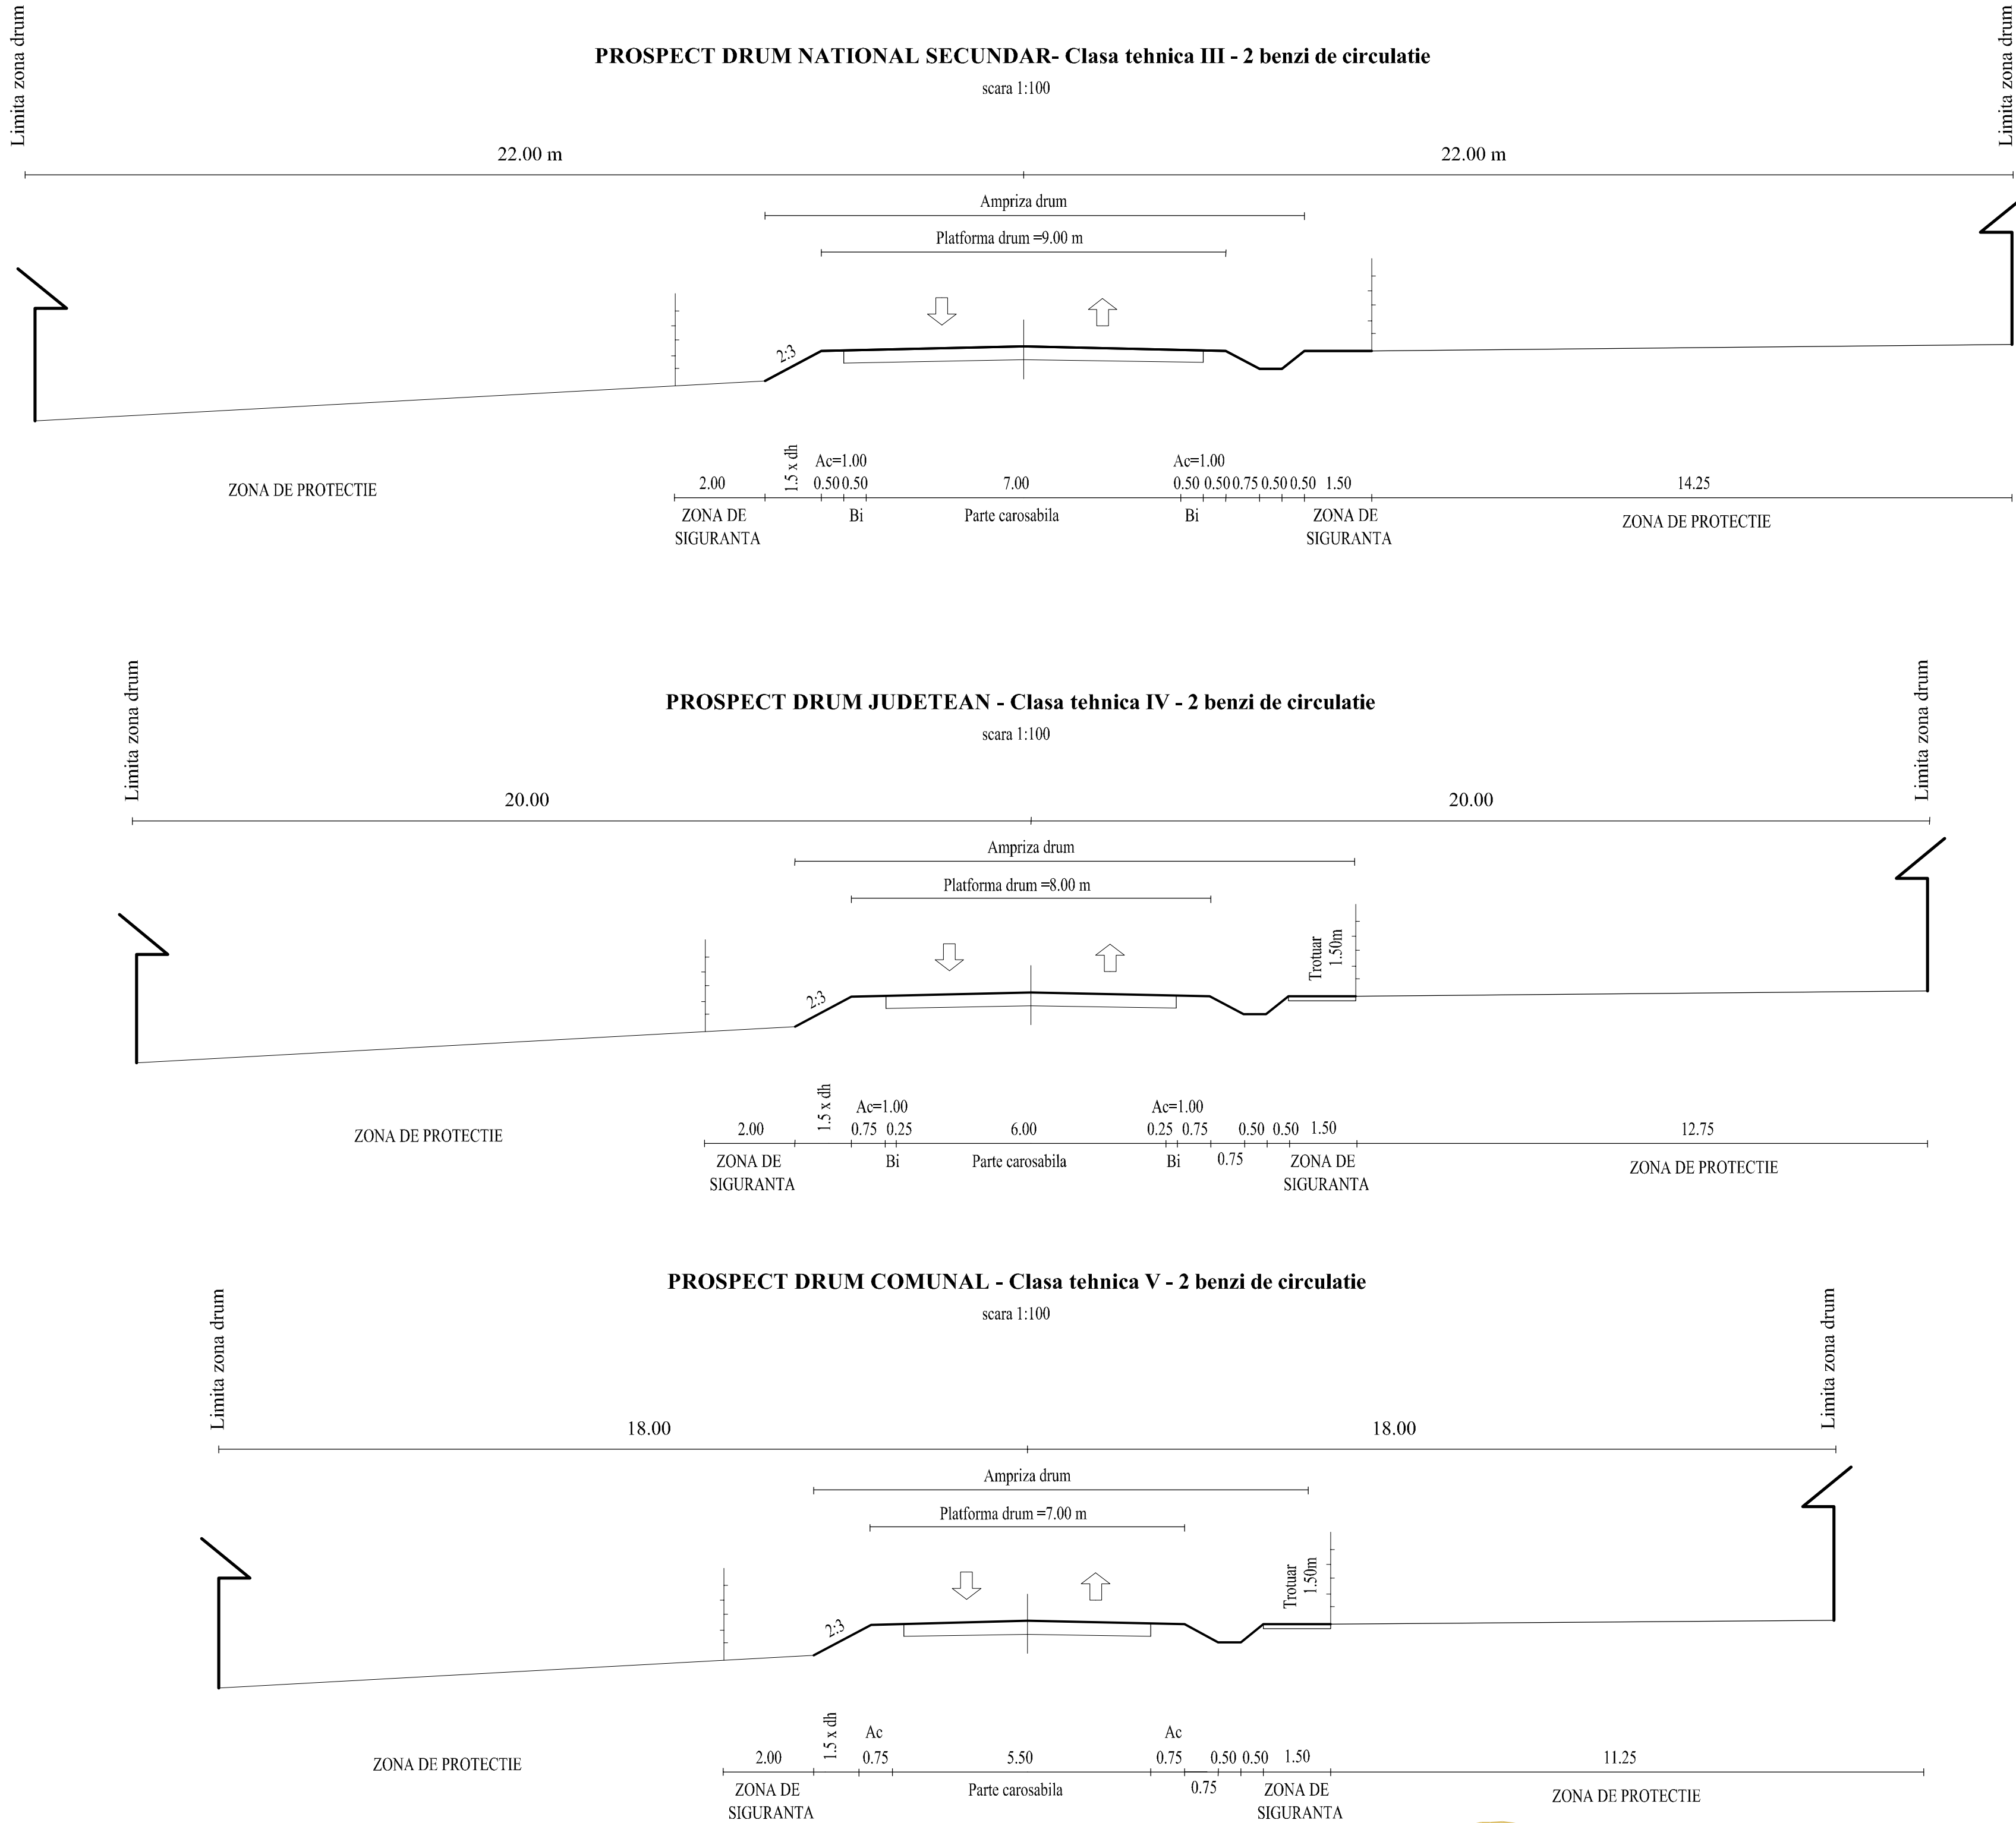 Limita zona drum
Limita zona drum
PROSPECT DRUM NATIONAL SECUNDAR- Clasa tehnica III - 2 benzi de circulatie
scara 1:100
22.00 m
22.00 m
Ampriza drum
Platforma drum =9.00 m
2:3
1.5 x dh
Ac=1.00
Ac=1.00
2.00
0.50
0.50
7.00
0.50
0.50
0.75
0.50
0.50
1.50
14.25
ZONA DE PROTECTIE
ZONA DE
SIGURANTA
Bi
Parte carosabila
Bi
ZONA DE
SIGURANTA
ZONA DE PROTECTIE
Limita zona drum
Limita zona drum
PROSPECT DRUM JUDETEAN - Clasa tehnica IV - 2 benzi de circulatie
scara 1:100
20.00
20.00
Ampriza drum
Platforma drum =8.00 m
Trotuar
1.50m
2:3
1.5 x dh
Ac=1.00
Ac=1.00
2.00
0.75
0.25
6.00
0.25
0.75
0.50
0.50
1.50
12.75
ZONA DE PROTECTIE
ZONA DE
SIGURANTA
Bi
Parte carosabila
Bi
0.75
ZONA DE
SIGURANTA
ZONA DE PROTECTIE
Limita zona drum
Limita zona drum
PROSPECT DRUM COMUNAL - Clasa tehnica V - 2 benzi de circulatie
scara 1:100
18.00
18.00
Ampriza drum
Platforma drum =7.00 m
Trotuar
1.50m
2:3
1.5 x dh
Ac
Ac
2.00
0.75
5.50
0.75
0.50
0.50
1.50
11.25
ZONA DE PROTECTIE
ZONA DE
SIGURANTA
Parte carosabila
0.75
ZONA DE
SIGURANTA
ZONA DE PROTECTIE